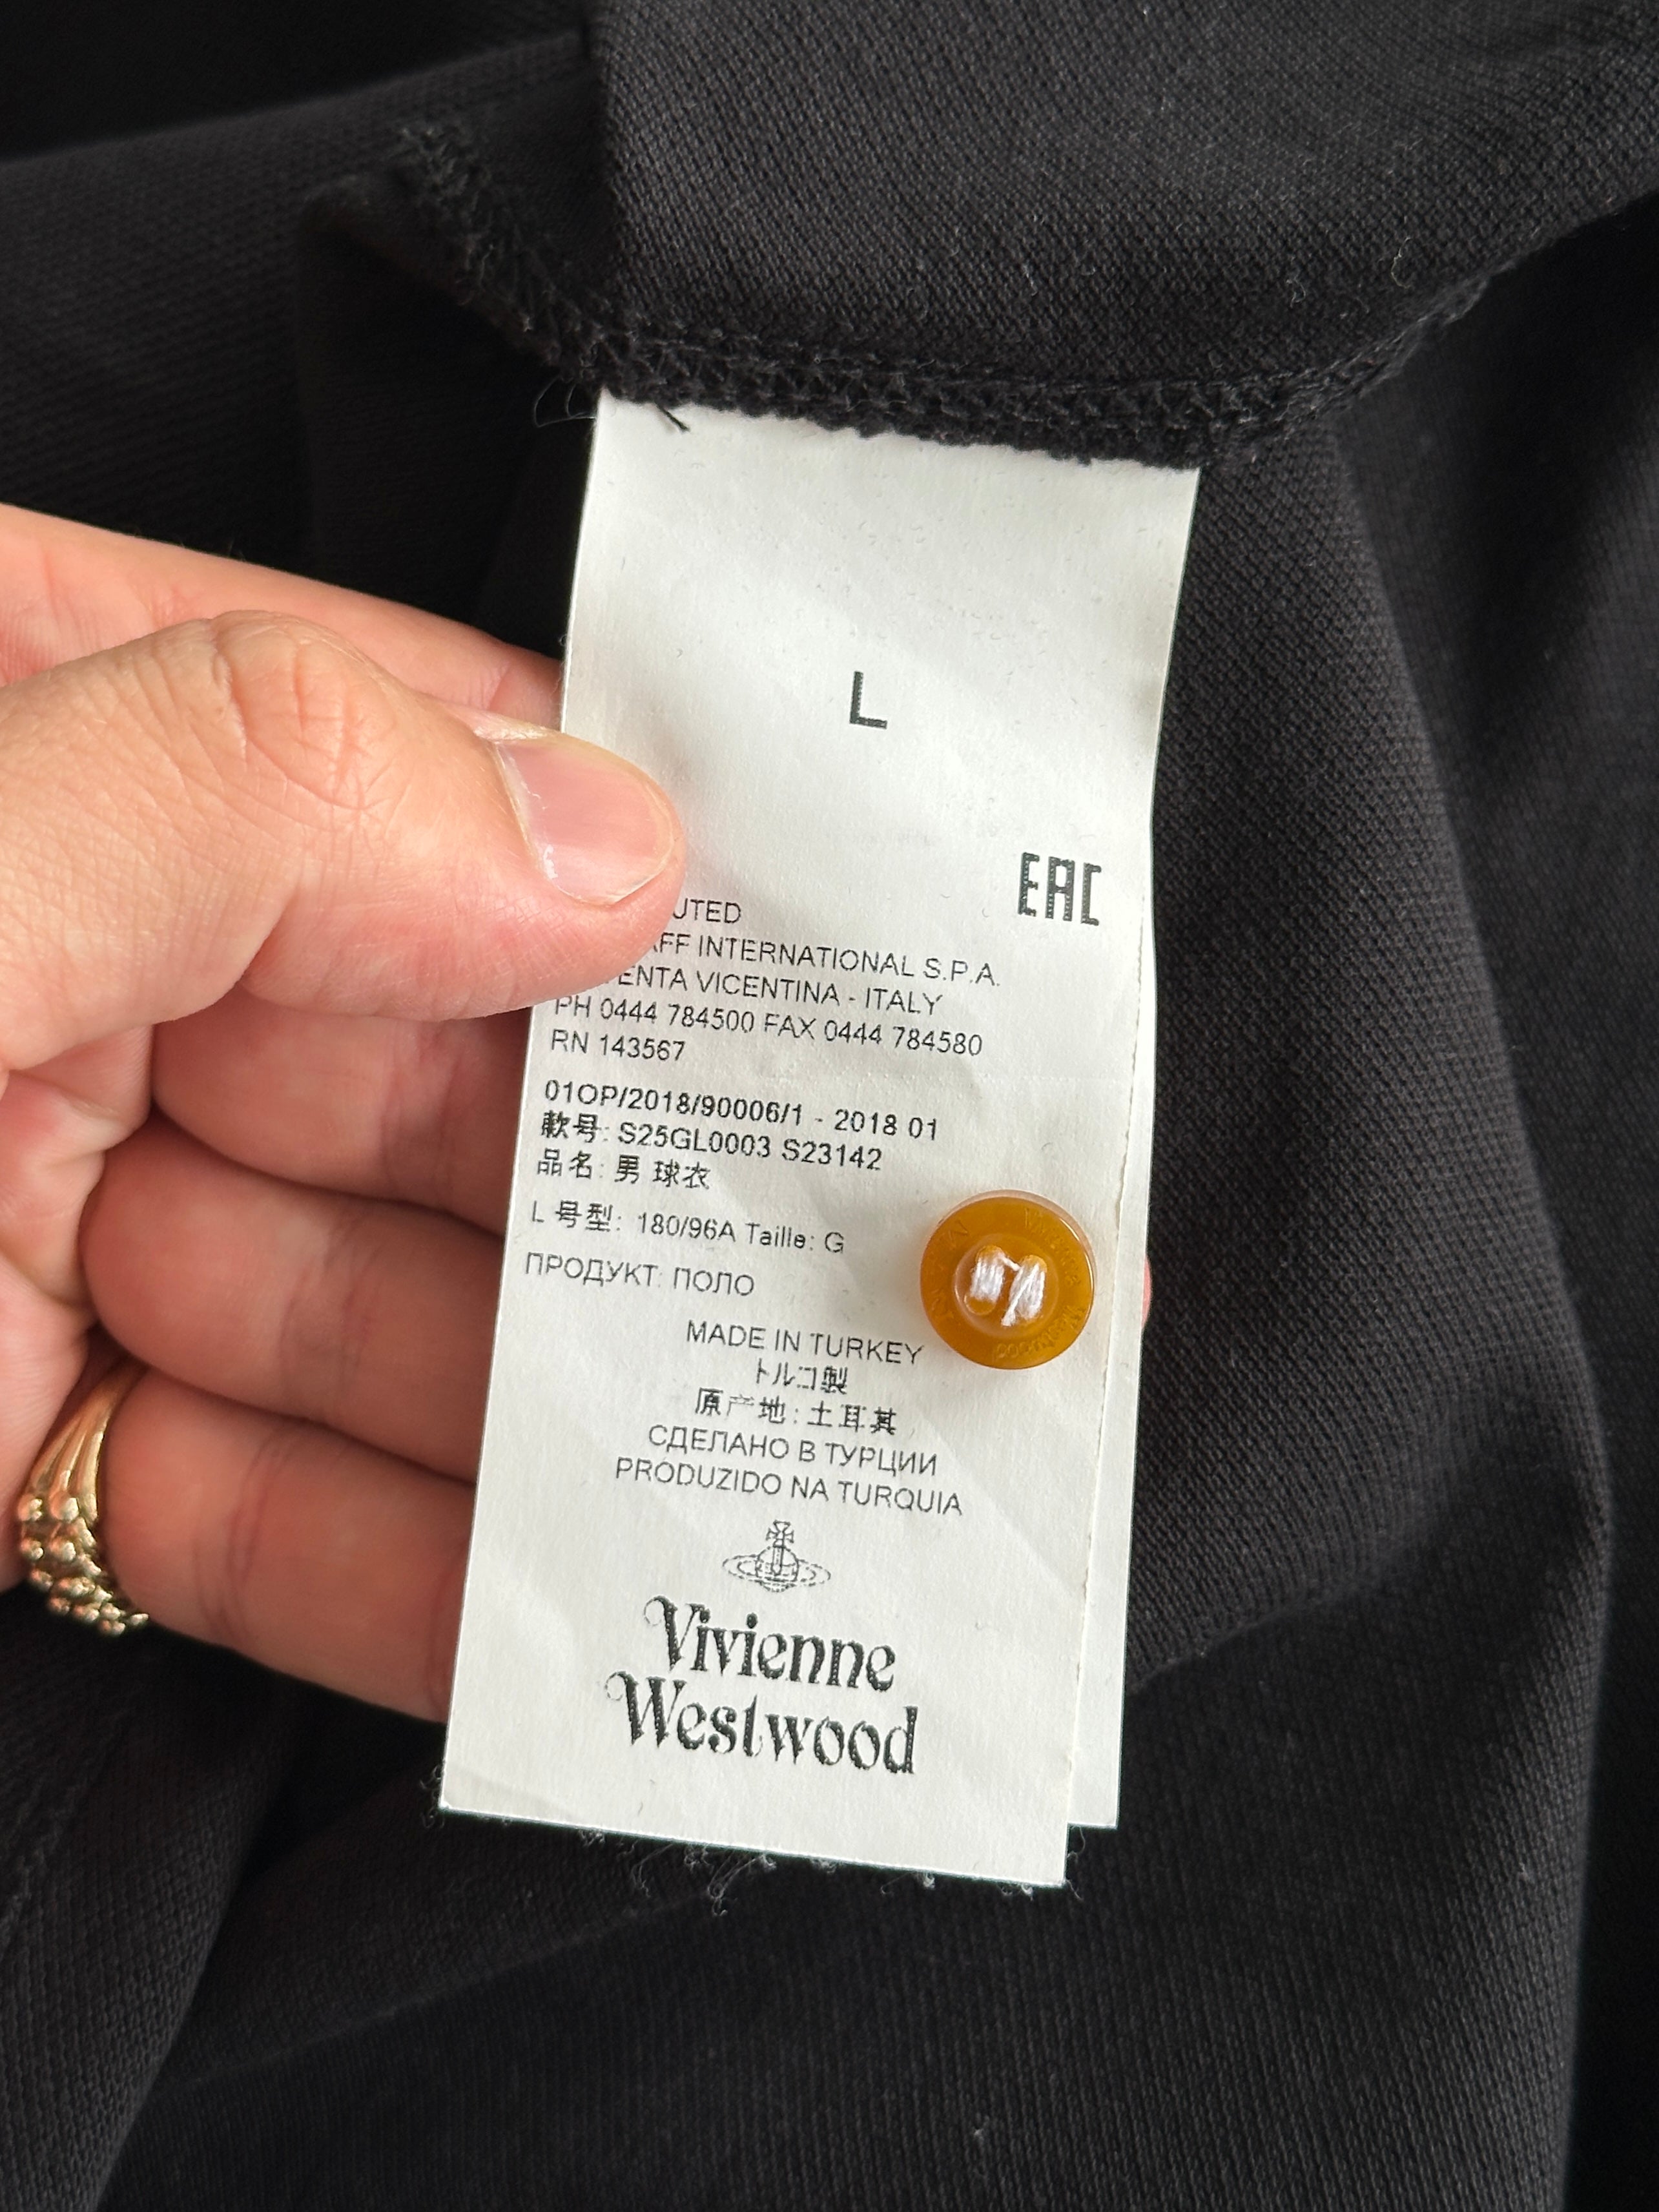 L
EAC
UTED
FF INTERNATIONAL S.P.A.
ENTA VICENTINA - ITALY
PH 0444 784500 FAX 0444 784580
RN 143567
01OP/2018/90006/1 - 2018 01
款号: S25GL0003 S23142
品名: 男 球衣
L 号型: 180/96A Taille: G
ПРОДУКТ: ПОЛО
MADE IN TURKEY
トルコ製
原产地: 土耳其
СДЕЛАНО В ТУРЦИИ
PRODUZIDO NA TURQUIA
Vivienne
Westwood